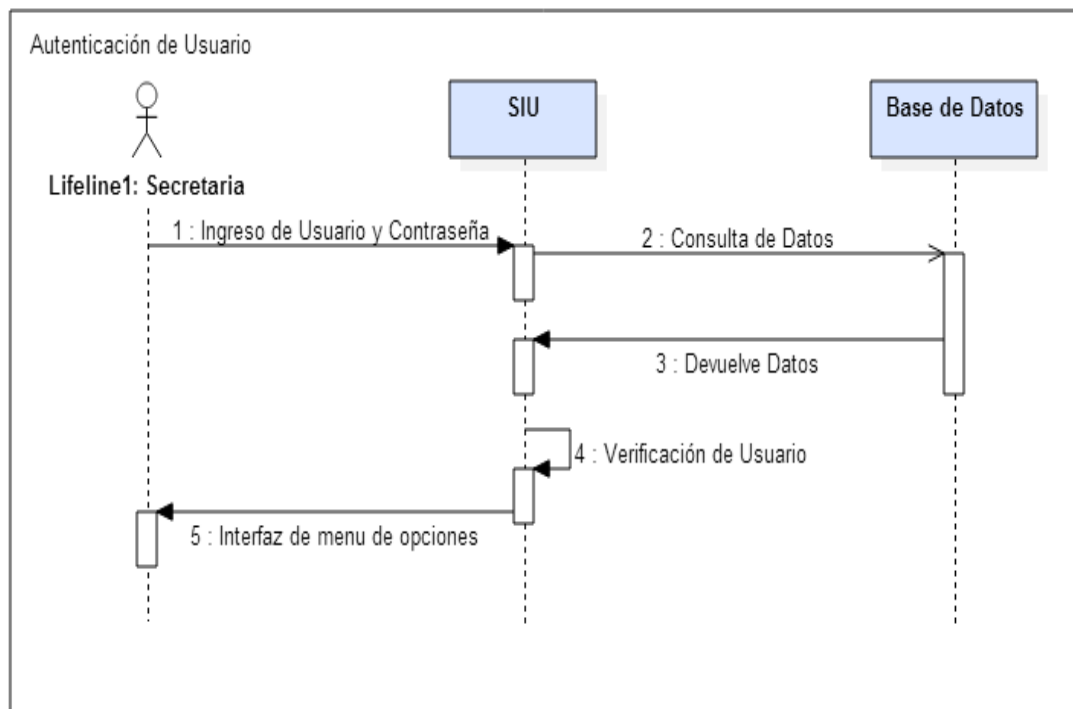 Autenticación de Usuario
SIU
Base de Datos
Lifeline1: Secretaria
1 : Ingreso de Usuario y Contraseña
2 : Consulta de Datos
3 : Devuelve Datos
4 : Verificación de Usuario
5 : Interfaz de menu de opciones